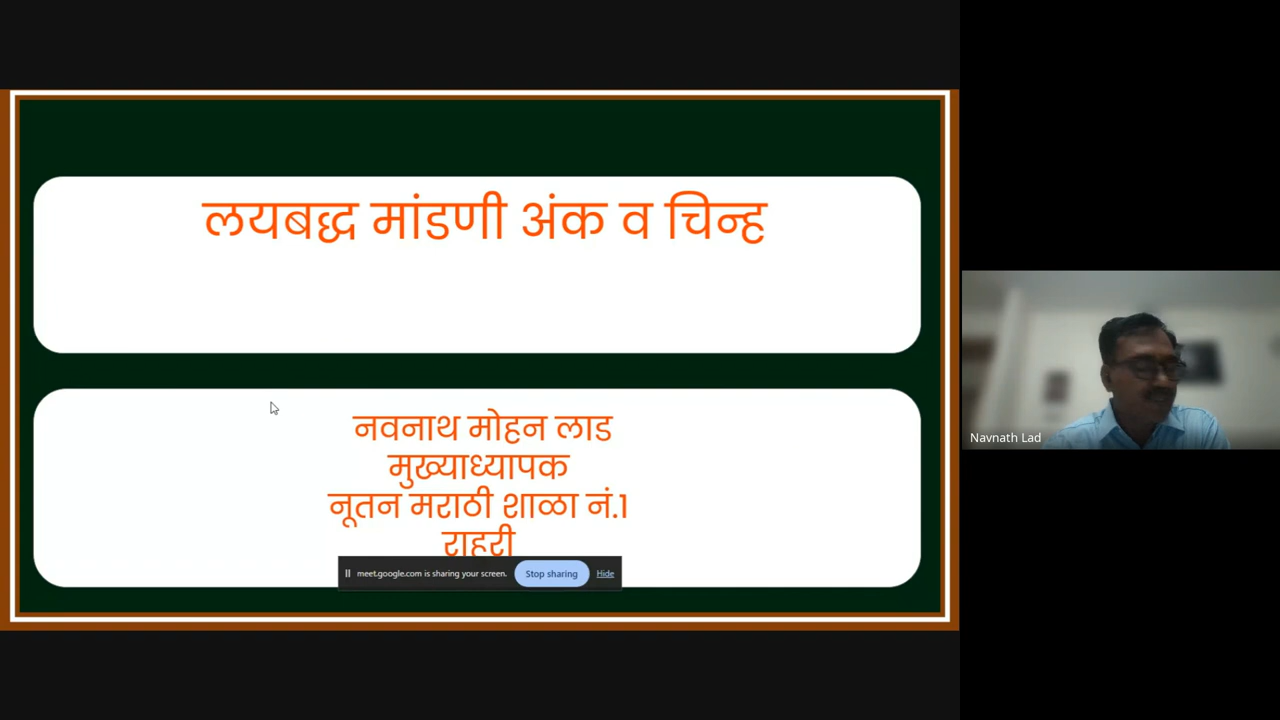 लयबद्ध मांडणी अंक व चिन्ह
नवनाथ मोहन लाड
मुख्याध्यापक
नूतन मराठी शाळा नं.1
meet.google.com is sharing your screen. Stop sharing Hide
Navnath Lad